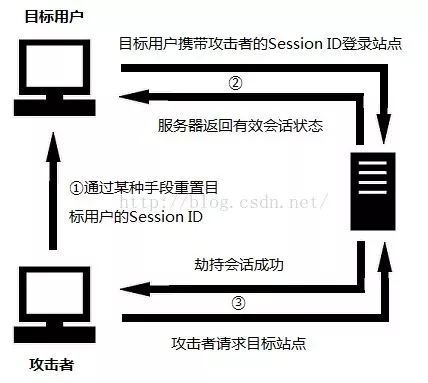 目标用户
目标用户携带攻击者的Session ID登录站点
②
服务器返回有效会话状态
①通过某种手段重置目
http://blog.csdn.net/
标用户的Session ID
劫持会话成功
③
攻击者请求目标站点
攻击者